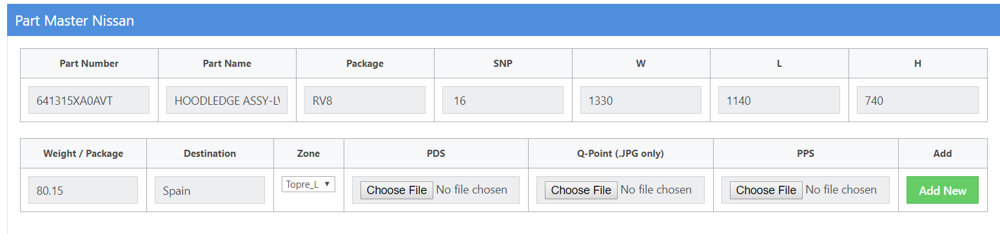 Part Master Nissan
Part Number Part Name Package SNP W L H
641315XA0AVT HOODLEDGE ASSY-LV RV8 16 1330 1140 740
Weight / Package Destination Zone PDS Q-Point (.JPG only) PPS Add
80.15 Spain Topre_L Choose File No file chosen Choose File No file chosen Choose File No file chosen Add New